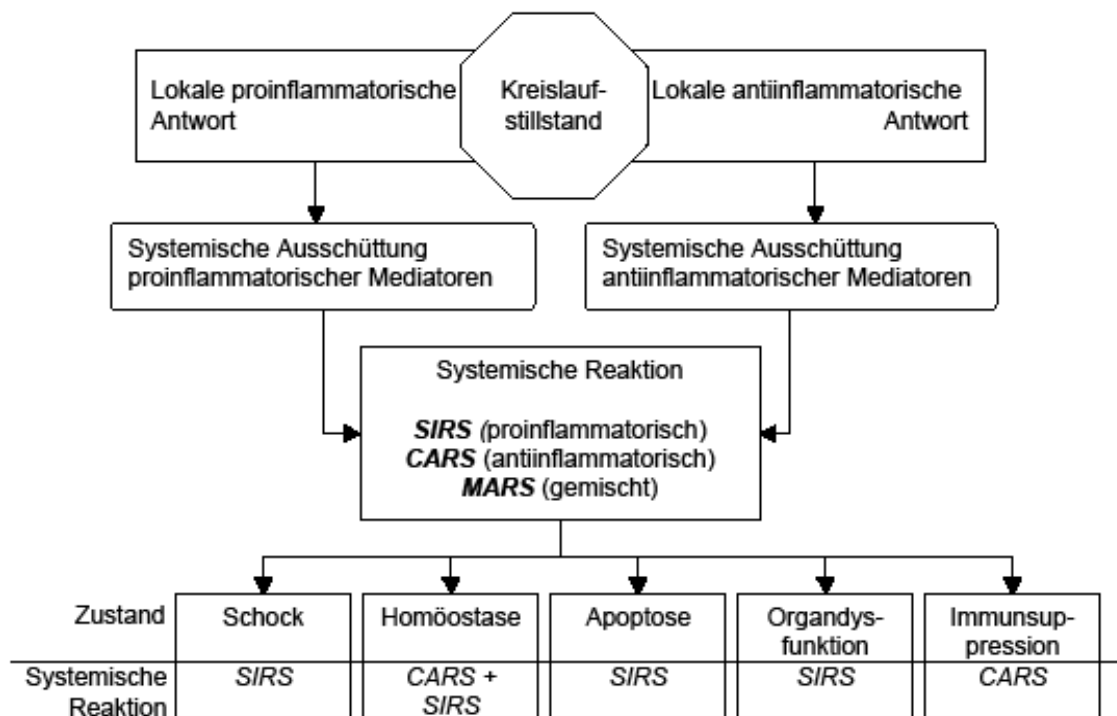 Lokale proinflammatorische
Antwort
Kreislauf-
stillstand
Lokale antiinflammatorische
Antwort
Systemische Ausschüttung
proinflammatorischer Mediatoren
Systemische Ausschüttung
antiinflammatorischer Mediatoren
Systemische Reaktion
SIRS (proinflammatorisch)
CARS (antiinflammatorisch)
MARS (gemischt)
Zustand
Schock
Homöostase
Apoptose
Organdys-
funktion
Immunsup-
pression
Systemische
Reaktion
SIRS
CARS +
SIRS
SIRS
SIRS
CARS